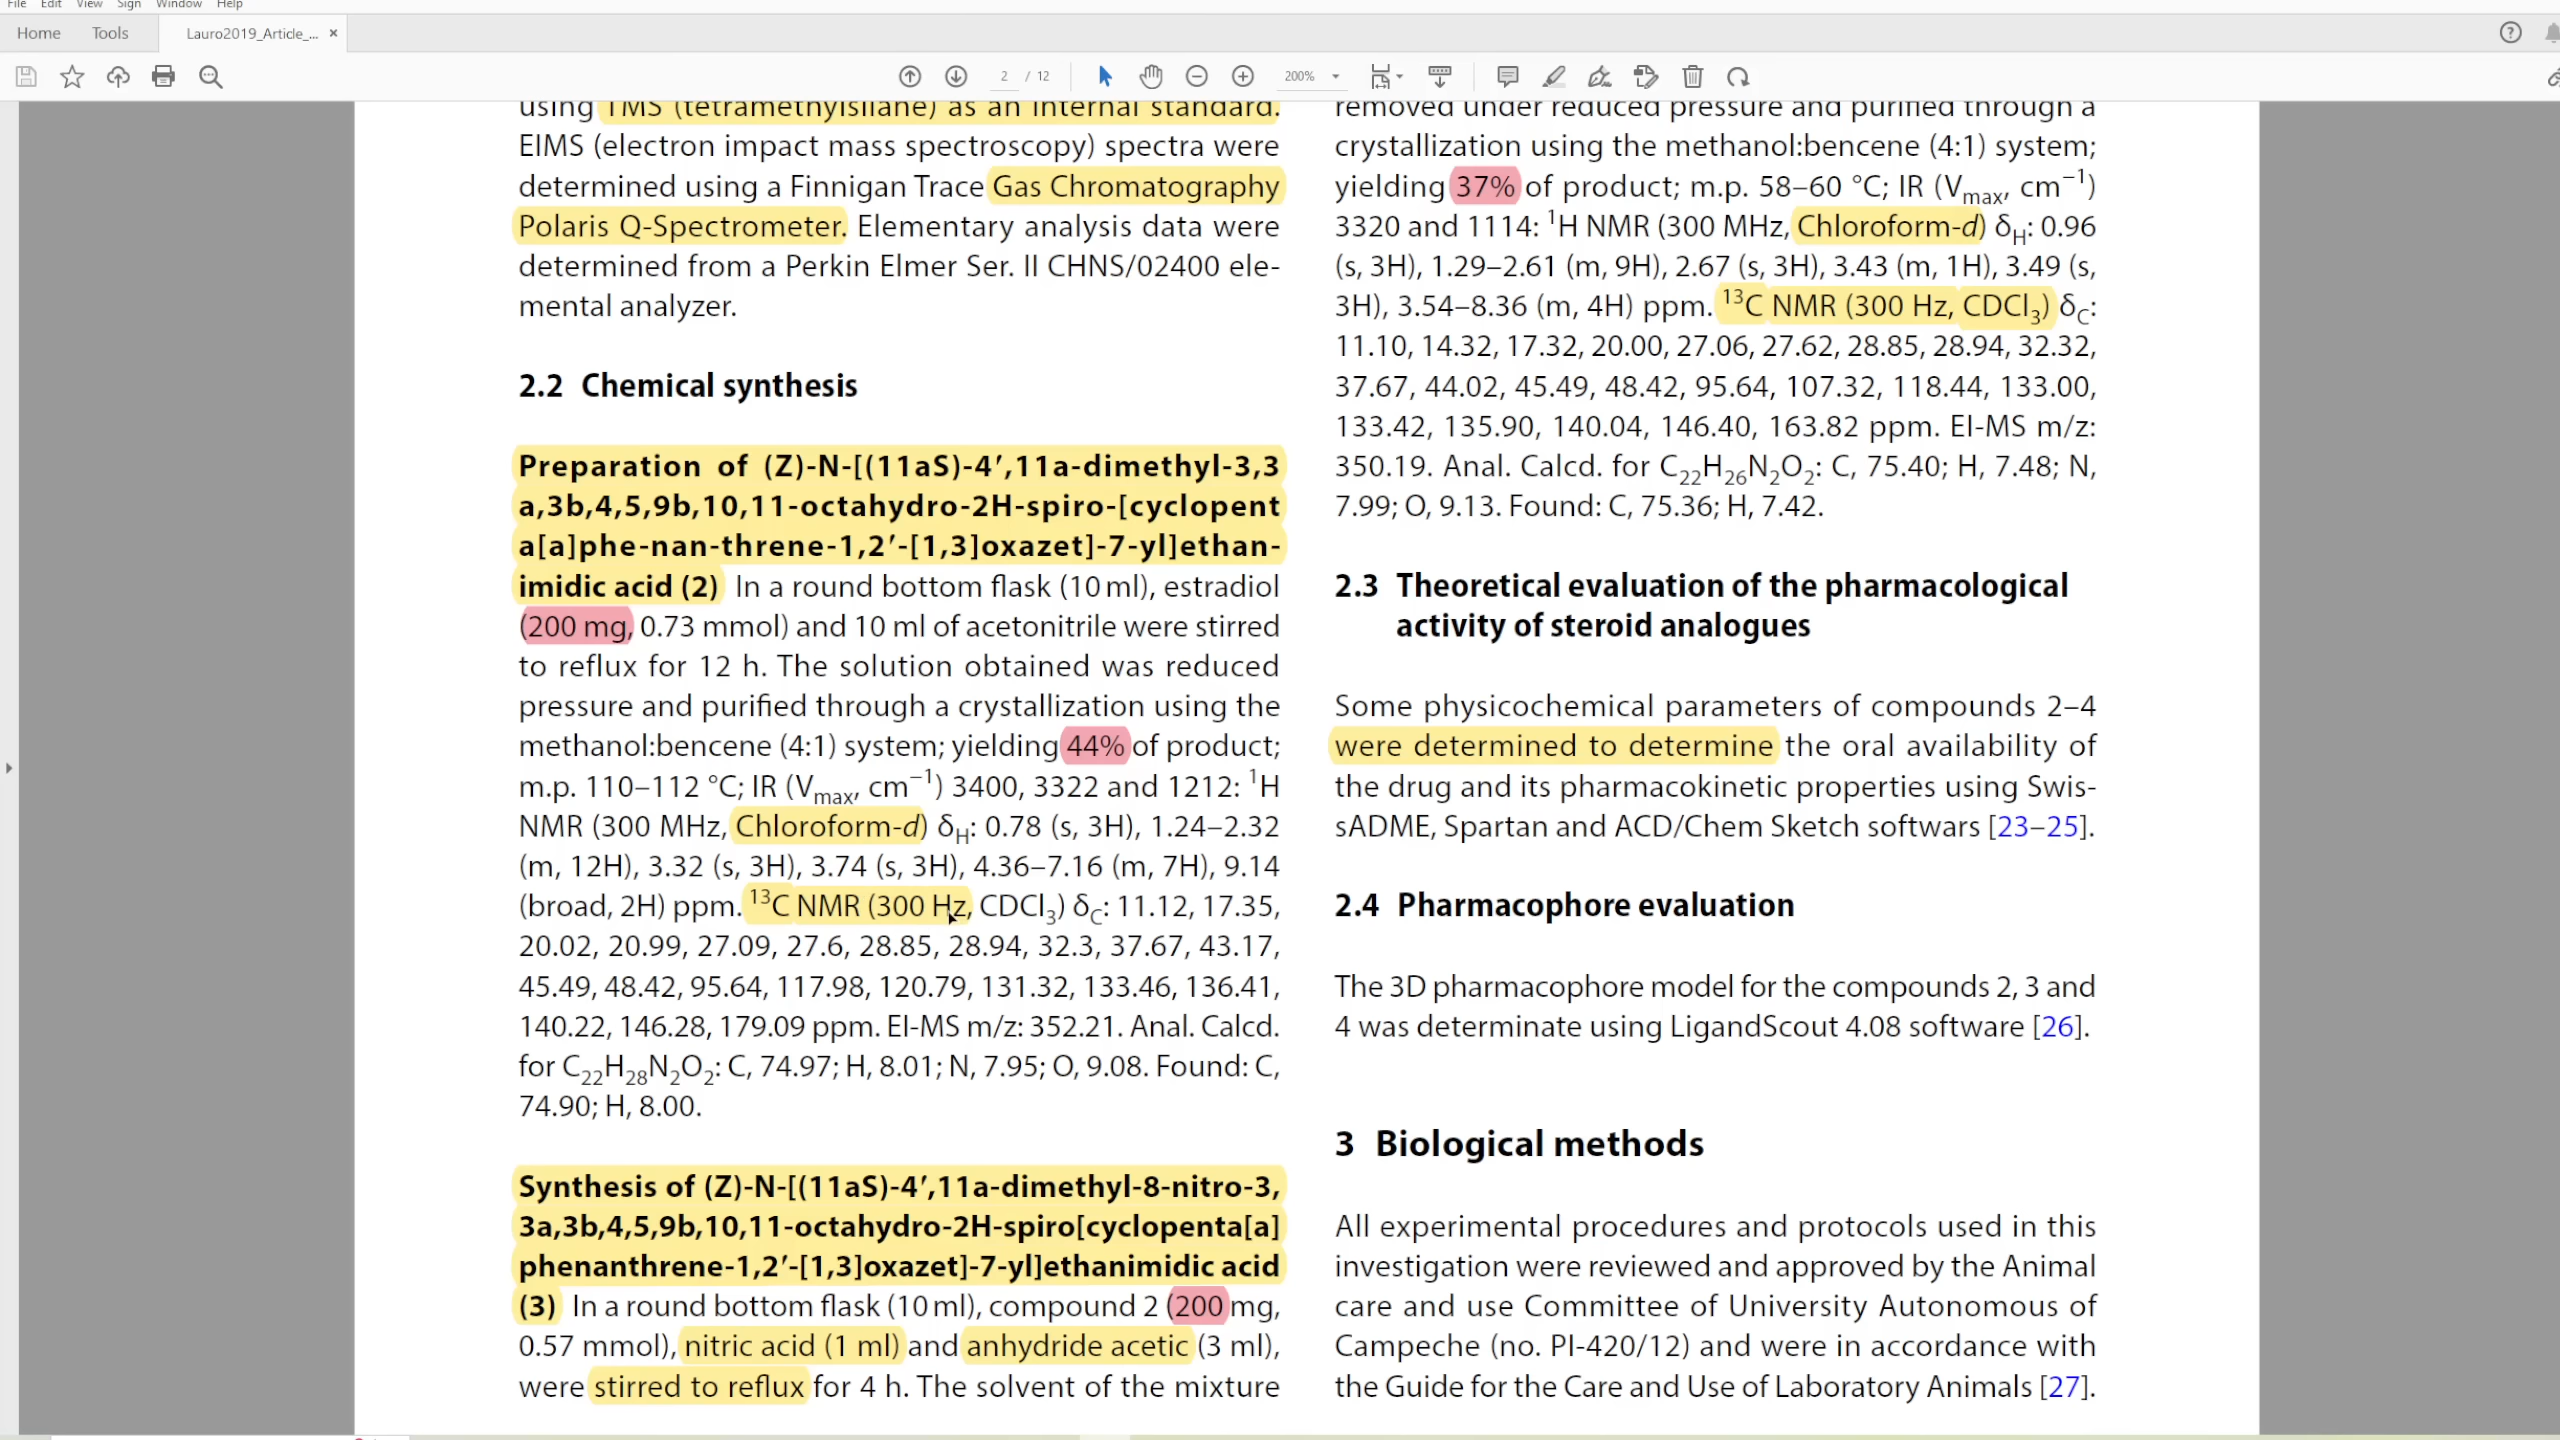 File Edit View Sign Window Help
Home Tools Lauro2019_Article_... ×
2 / 12 200%
using TMS (tetramethylsilane) as an internal standard.
EIMS (electron impact mass spectroscopy) spectra were
determined using a Finnigan Trace Gas Chromatography
Polaris Q-Spectrometer. Elementary analysis data were
determined from a Perkin Elmer Ser. II CHNS/02400 ele-
mental analyzer.
2.2 Chemical synthesis
Preparation of (Z)-N-[(11aS)-4′,11a-dimethyl-3,3
a,3b,4,5,9b,10,11-octahydro-2H-spiro-[cyclopent
a[a]phe-nan-threne-1,2′-[1,3]oxazet]-7-yl]ethan-
imidic acid (2) In a round bottom flask (10 ml), estradiol
(200 mg, 0.73 mmol) and 10 ml of acetonitrile were stirred
to reflux for 12 h. The solution obtained was reduced
pressure and purified through a crystallization using the
methanol:bencene (4:1) system; yielding 44% of product;
m.p. 110–112 °C; IR (Vmax, cm−1) 3400, 3322 and 1212: 1H
NMR (300 MHz, Chloroform-d) δH: 0.78 (s, 3H), 1.24–2.32
(m, 12H), 3.32 (s, 3H), 3.74 (s, 3H), 4.36–7.16 (m, 7H), 9.14
(broad, 2H) ppm. 13C NMR (300 Hz, CDCl3) δC: 11.12, 17.35,
20.02, 20.99, 27.09, 27.6, 28.85, 28.94, 32.3, 37.67, 43.17,
45.49, 48.42, 95.64, 117.98, 120.79, 131.32, 133.46, 136.41,
140.22, 146.28, 179.09 ppm. EI-MS m/z: 352.21. Anal. Calcd.
for C22H28N2O2: C, 74.97; H, 8.01; N, 7.95; O, 9.08. Found: C,
74.90; H, 8.00.
Synthesis of (Z)-N-[(11aS)-4′,11a-dimethyl-8-nitro-3,
3a,3b,4,5,9b,10,11-octahydro-2H-spiro[cyclopenta[a]
phenanthrene-1,2′-[1,3]oxazet]-7-yl]ethanimidic acid
(3) In a round bottom flask (10 ml), compound 2 (200 mg,
0.57 mmol), nitric acid (1 ml) and anhydride acetic (3 ml),
were stirred to reflux for 4 h. The solvent of the mixture
removed under reduced pressure and purified through a
crystallization using the methanol:bencene (4:1) system;
yielding 37% of product; m.p. 58–60 °C; IR (Vmax, cm−1)
3320 and 1114: 1H NMR (300 MHz, Chloroform-d) δH: 0.96
(s, 3H), 1.29–2.61 (m, 9H), 2.67 (s, 3H), 3.43 (m, 1H), 3.49 (s,
3H), 3.54–8.36 (m, 4H) ppm. 13C NMR (300 Hz, CDCl3) δC:
11.10, 14.32, 17.32, 20.00, 27.06, 27.62, 28.85, 28.94, 32.32,
37.67, 44.02, 45.49, 48.42, 95.64, 107.32, 118.44, 133.00,
133.42, 135.90, 140.04, 146.40, 163.82 ppm. EI-MS m/z:
350.19. Anal. Calcd. for C22H26N2O2: C, 75.40; H, 7.48; N,
7.99; O, 9.13. Found: C, 75.36; H, 7.42.
2.3 Theoretical evaluation of the pharmacological
activity of steroid analogues
Some physicochemical parameters of compounds 2–4
were determined to determine the oral availability of
the drug and its pharmacokinetic properties using Swis-
sADME, Spartan and ACD/Chem Sketch softwars [23–25].
2.4 Pharmacophore evaluation
The 3D pharmacophore model for the compounds 2, 3 and
4 was determinate using LigandScout 4.08 software [26].
3 Biological methods
All experimental procedures and protocols used in this
investigation were reviewed and approved by the Animal
care and use Committee of University Autonomous of
Campeche (no. PI-420/12) and were in accordance with
the Guide for the Care and Use of Laboratory Animals [27].